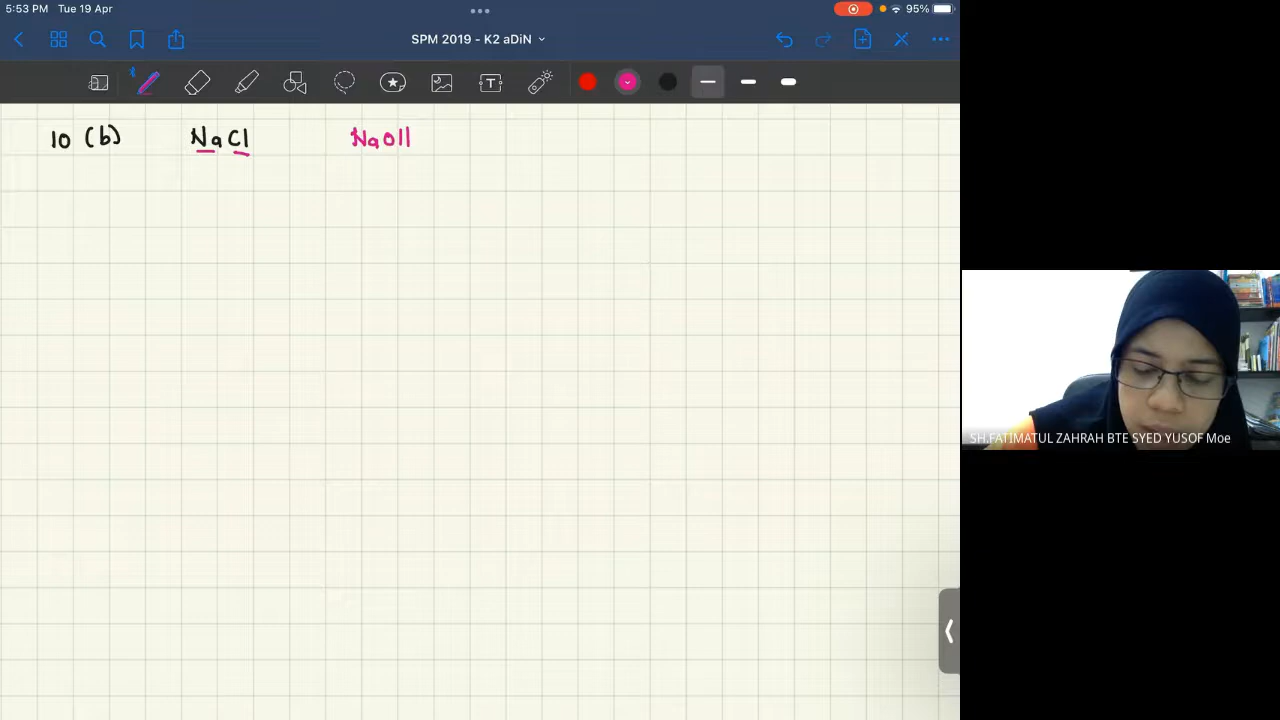 5:53 PM Tue 19 Apr
95%
SPM 2019 - K2 aDiN
T
10 (b) NaCl NaOll
SH.FATIMATUL ZAHRAH BTE SYED YUSOF Moe